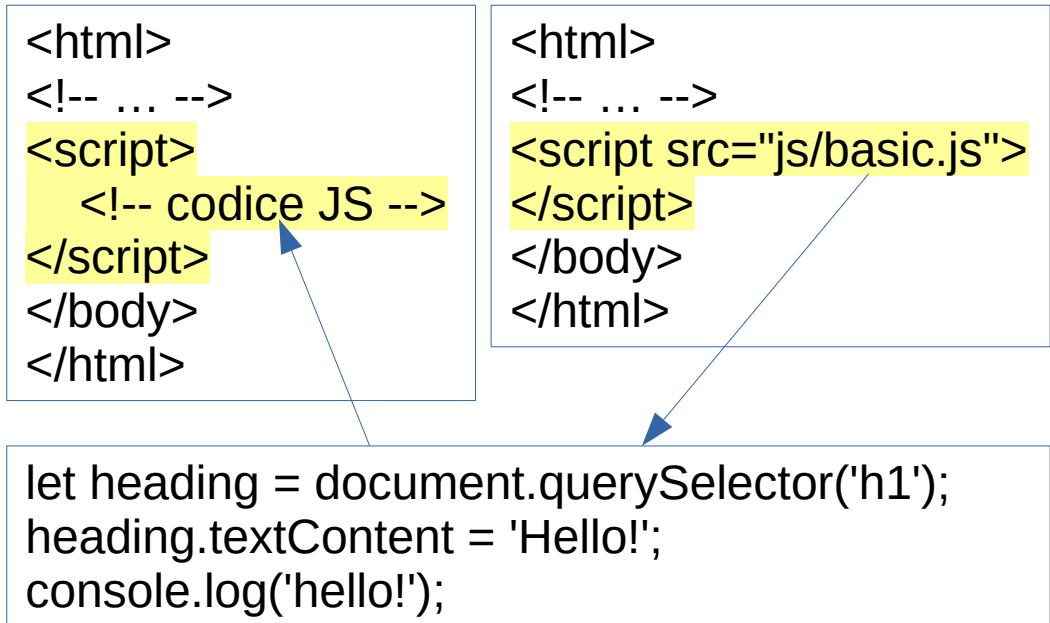 <html>
<!-- … -->
<script>
<!-- codice JS -->
</script>
</body>
</html>
<html>
<!-- … -->
<script src="js/basic.js">
</script>
</body>
</html>
let heading = document.querySelector('h1');
heading.textContent = 'Hello!';
console.log('hello!');